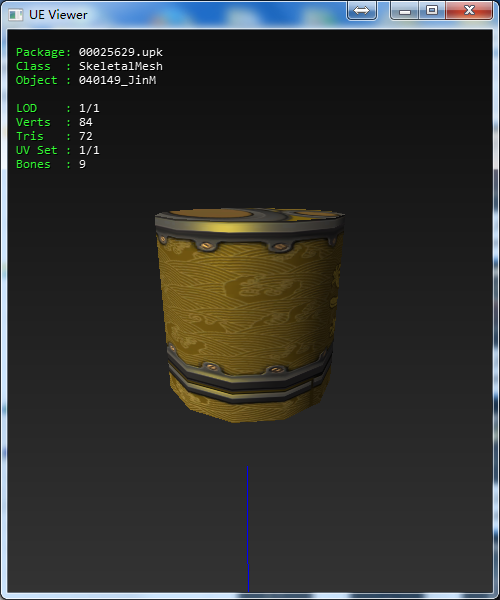 UE Viewer
Package: 00025629.upk
Class : SkeletalMesh
Object : 040149_JinM
LOD : 1/1
Verts : 84
Tris : 72
UV Set : 1/1
Bones : 9